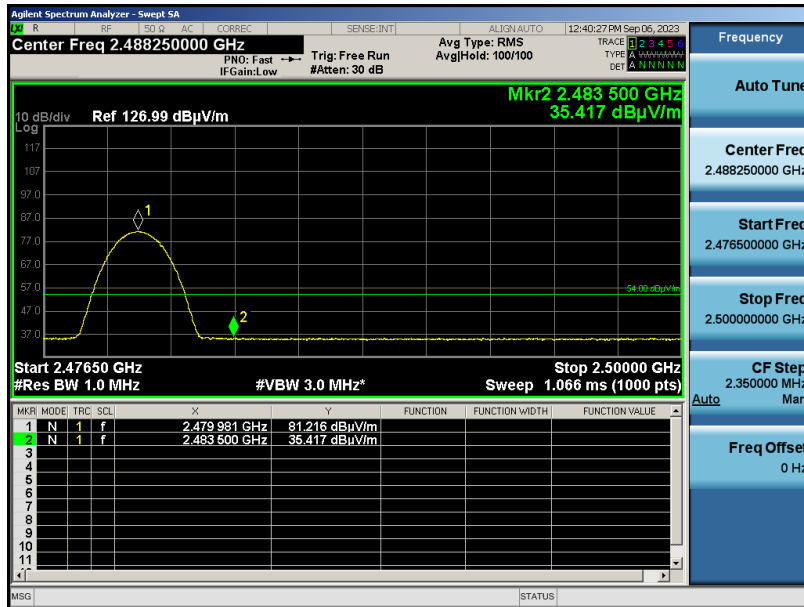 Agilent Spectrum Analyzer - Swept SA
LXI R RF 50 Ω AC CORREC SENSE:INT ALIGN AUTO 12:40:27 PM Sep 06, 2023
Center Freq 2.488250000 GHz
PNO: Fast
IFGain:Low
Trig: Free Run
#Atten: 30 dB
Avg Type: RMS
Avg|Hold: 100/100
TRACE 1 2 3 4 5 6
TYPE A WWWWW
DET A N N N N N
Mkr2 2.483 500 GHz
35.417 dBµV/m
10 dB/div Ref 126.99 dBµV/m
Log
117
107
97.0
87.0
77.0
67.0
57.0
47.0
37.0
1
2
54.00 dBµV/m
Start 2.47650 GHz Stop 2.50000 GHz
#Res BW 1.0 MHz #VBW 3.0 MHz* Sweep 1.066 ms (1000 pts)
MKR MODE TRC SCL X Y FUNCTION FUNCTION WIDTH FUNCTION VALUE
1 N 1 f 2.479 981 GHz 81.216 dBµV/m
2 N 1 f 2.483 500 GHz 35.417 dBµV/m
3
4
5
6
7
8
9
10
11
MSG STATUS
Frequency
Auto Tune
Center Freq
2.488250000 GHz
Start Freq
2.476500000 GHz
Stop Freq
2.500000000 GHz
CF Step
2.350000 MHz
Auto Man
Freq Offset
0 Hz